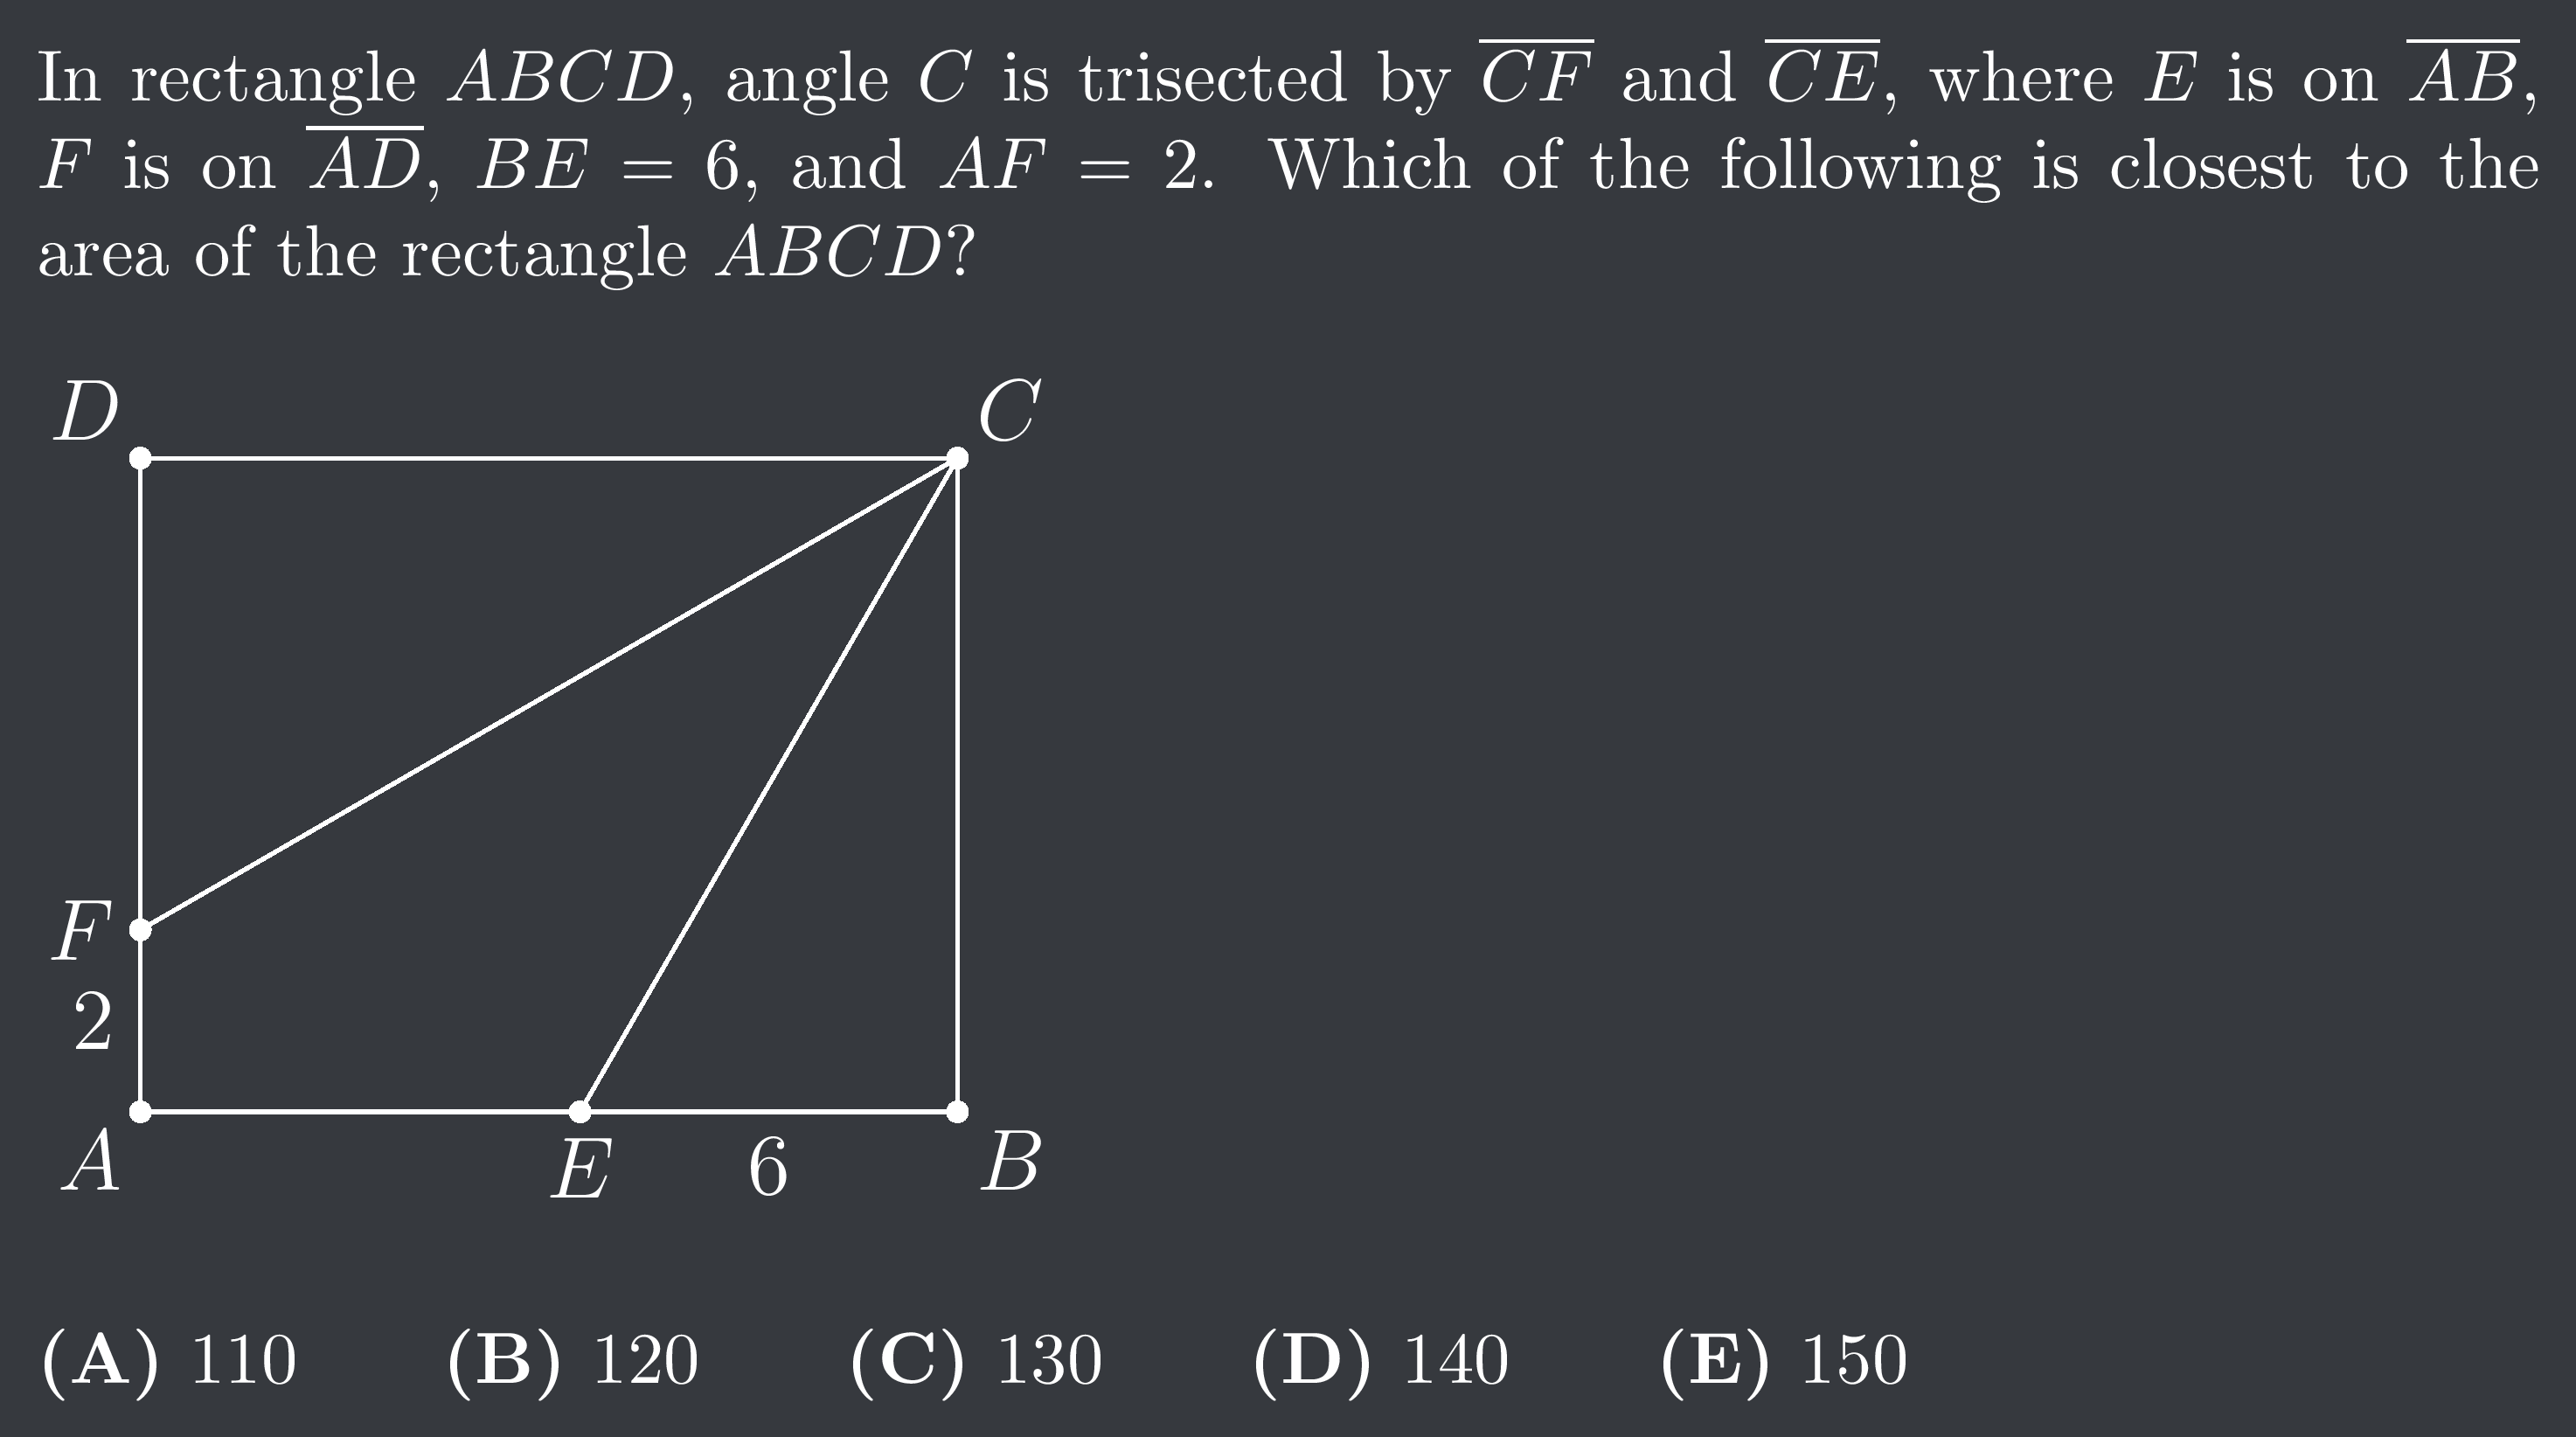 In rectangle ABCD, angle C is trisected by \overline{CF} and \overline{CE}, where E is on \overline{AB},
F is on \overline{AD}, BE = 6, and AF = 2. Which of the following is closest to the
area of the rectangle ABCD?
D C
F
2
A E 6 B
(A) 110 (B) 120 (C) 130 (D) 140 (E) 150